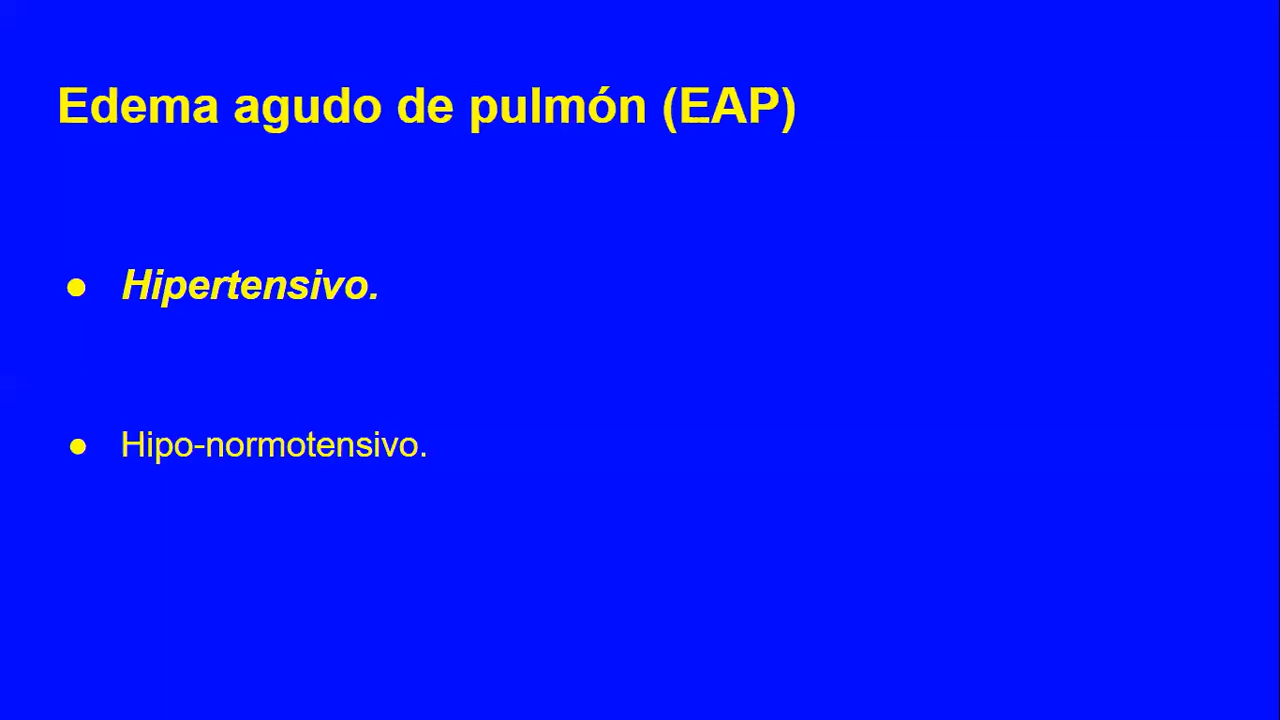 Edema agudo de pulmón (EAP)
● Hipertensivo.
● Hipo-normotensivo.